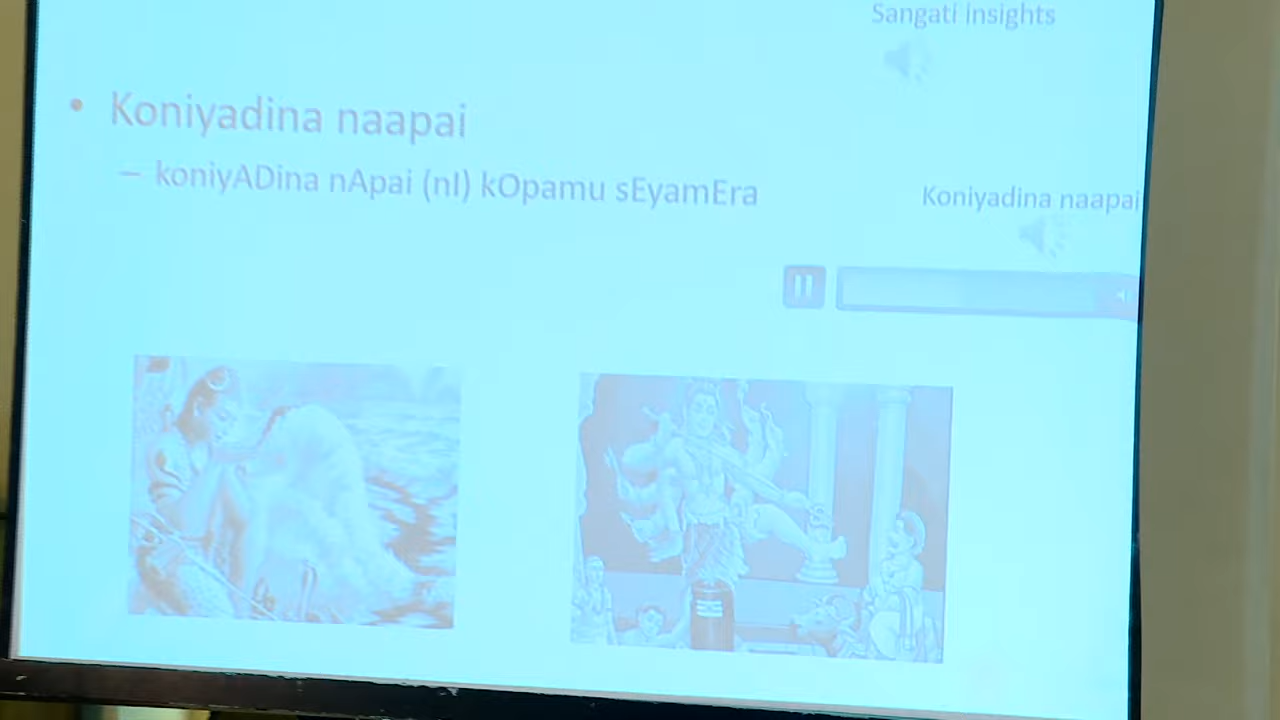 Sangati insights
• Koniyadina naapai
– koniyADina nApai (nI) kOpamu sEyamEra
Koniyadina naapai